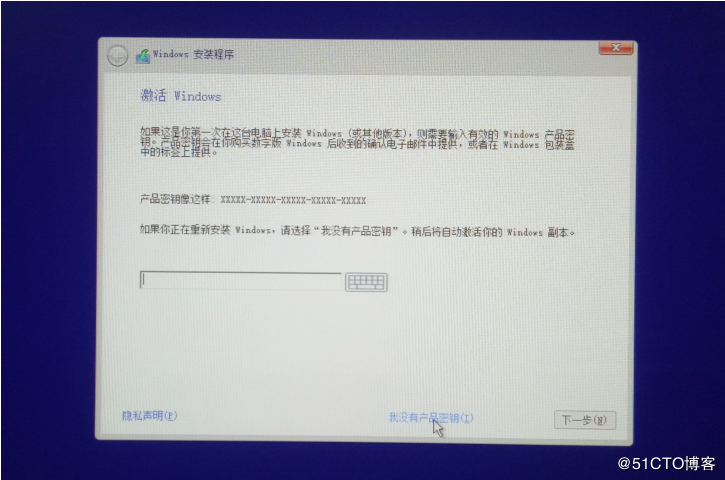 Windows 安装程序
激活 Windows
如果这是你第一次在这台电脑上安装 Windows (或其他版本)，则需要输入有效的 Windows 产品密
钥。产品密钥会在你购买数字版 Windows 后收到的确认电子邮件中提供，或者在 Windows 包装盒
中的标签上提供。
产品密钥像这样: XXXXX-XXXXX-XXXXX-XXXXX-XXXXX
如果你正在重新安装 Windows，请选择“我没有产品密钥”。稍后将自动激活你的 Windows 副本。
隐私声明(P)
我没有产品密钥(I)
下一步(N)
@51CTO博客